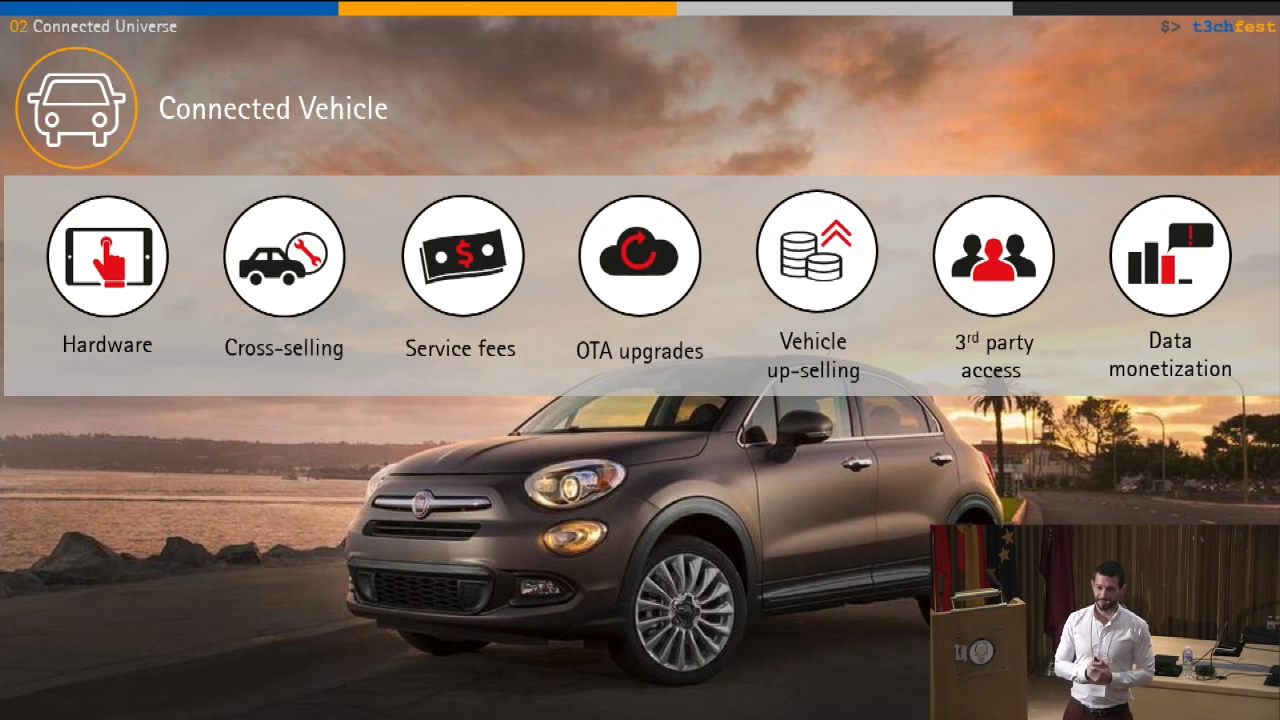 02 Connected Universe
$> t3chfest
Connected Vehicle
Hardware
Cross-selling
Service fees
OTA upgrades
Vehicle
up-selling
3rd party
access
Data
monetization